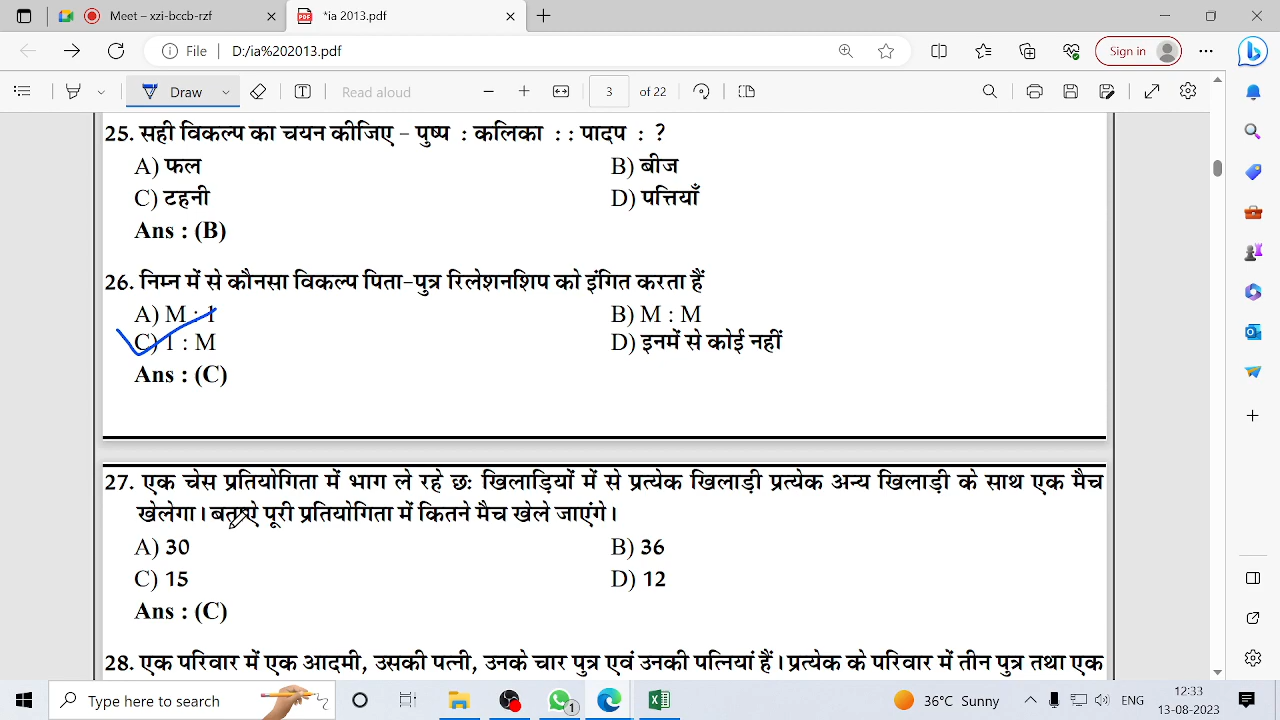 Meet – xzi-bccb-rzf
*ia 2013.pdf
File | D:/ia%202013.pdf
Sign in
Draw
Read aloud
3 of 22
25. सही विकल्प का चयन कीजिए - पुष्प : कलिका : : पादप : ?
A) फल B) बीज
C) टहनी D) पत्तियाँ
Ans : (B)
26. निम्न में से कौनसा विकल्प पिता-पुत्र रिलेशनशिप को इंगित करता हैं
A) M : 1 B) M : M
C) 1 : M D) इनमें से कोई नहीं
Ans : (C)
27. एक चेस प्रतियोगिता में भाग ले रहे छः खिलाड़ियों में से प्रत्येक खिलाड़ी प्रत्येक अन्य खिलाड़ी के साथ एक मैच
खेलेगा। बताए पूरी प्रतियोगिता में कितने मैच खेले जाएंगे।
A) 30 B) 36
C) 15 D) 12
Ans : (C)
28. एक परिवार में एक आदमी, उसकी पत्नी, उनके चार पुत्र एवं उनकी पत्नियां हैं। प्रत्येक के परिवार में तीन पुत्र तथा एक
Type here to search
1
36°C Sunny
ENG
12:33
13-08-2023